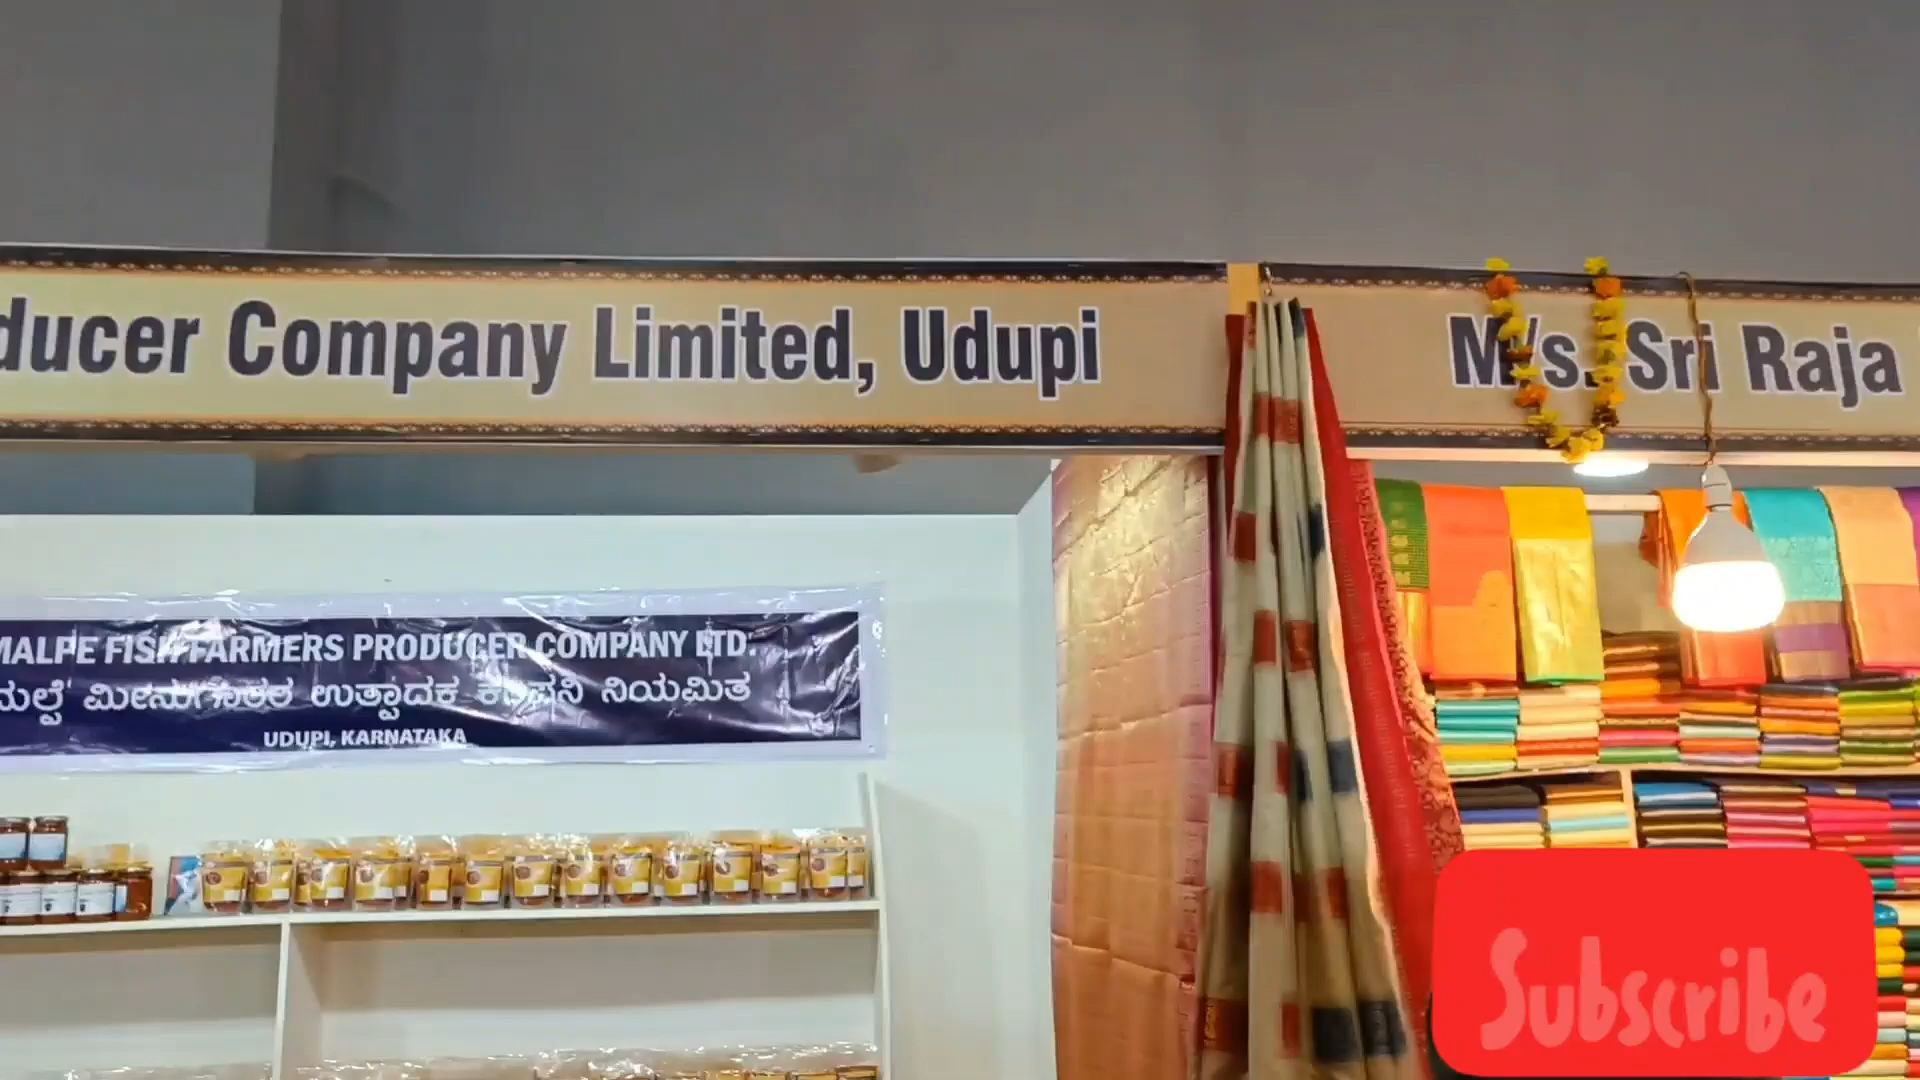 ducer Company Limited, Udupi
M/s. Sri Raja
MALPE FISH FARMERS PRODUCER COMPANY LTD.
ಮಲ್ಪೆ ಮೀನುಗಾರರ ಉತ್ಪಾದಕ ಕಂಪನಿ ನಿಯಮಿತ
UDUPI, KARNATAKA
Subscribe